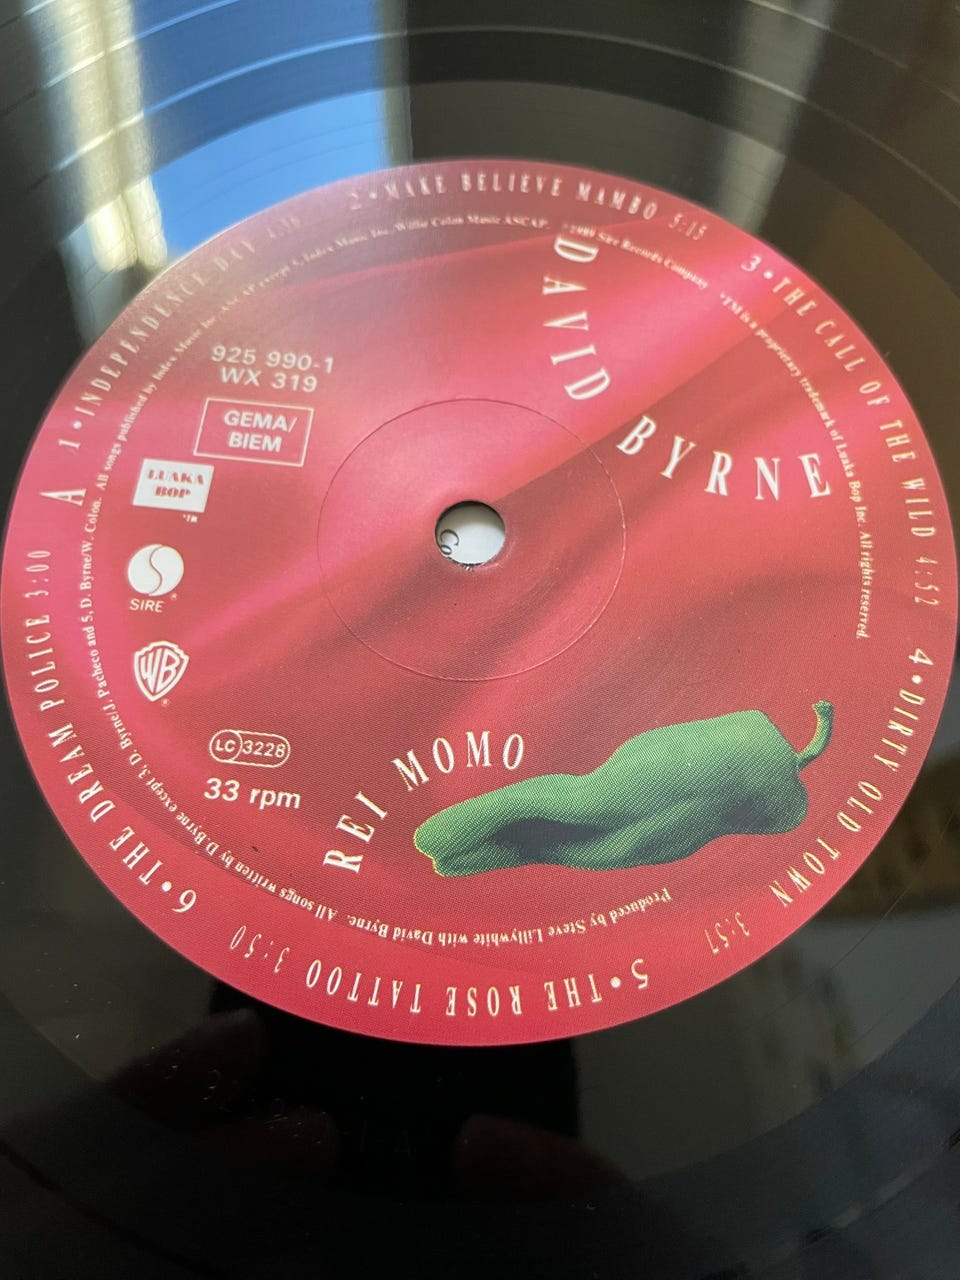 DAVID BYRNE
REI MOMO
A
1 • INDEPENDENCE DAY
2 • MAKE BELIEVE MAMBO 5:15
3 • THE CALL OF THE WILD 4:52
4 • DIRTY OLD TOWN 3:57
5 • THE ROSE TATTOO 3:50
6 • THE DREAM POLICE 3:00
925 990-1
WX 319
GEMA/
BIEM
LUAKA
BOP
TM
SIRE ®
WB
®
LC 3228
33 rpm
Produced by Steve Lillywhite with David Byrne. All songs written by D.Byrne except 3, D. Byrne/J. Pacheco and 5, D. Byrne/W. Colon. All songs published by Index Music Inc. ASCAP except 5, Index Music Inc./Willie Colon Music ASCAP. ℗1989 Sire Records Company ™TM is a proprietary trademark of Luaka Bop Inc. All rights reserved.